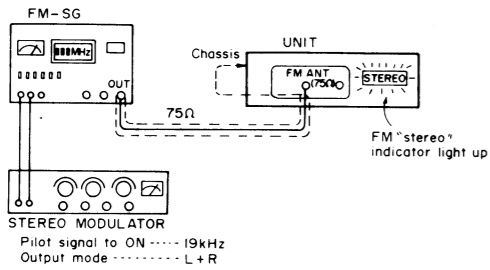 FM-SG
MHz
OUT
UNIT
Chassis
FM ANT
(75Ω)
STEREO
75Ω
FM "stereo"
indicator light up
STEREO MODULATOR
Pilot signal to ON ----- 19kHz
Output mode --------- L+R